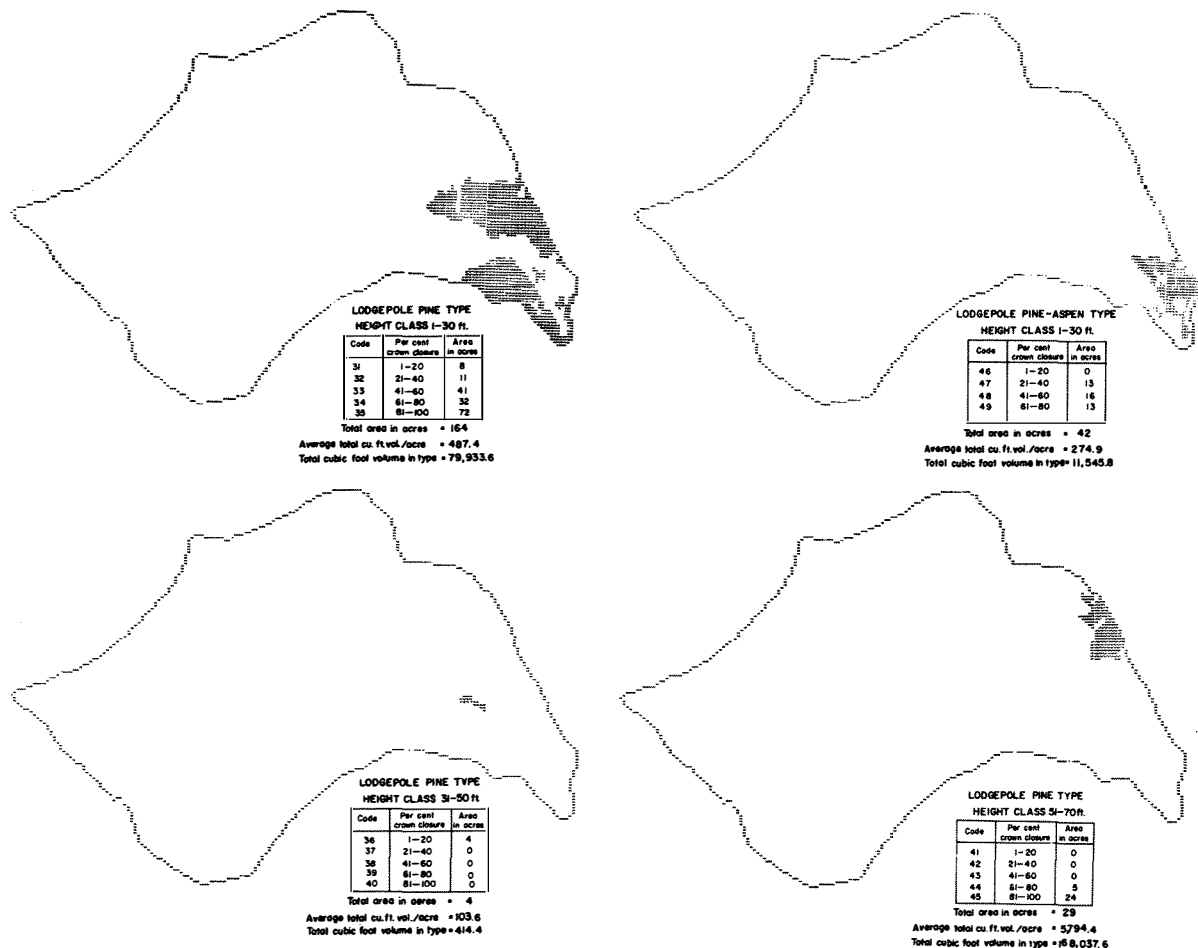 LODGEPOLE PINE TYPE
HEIGHT CLASS 1-30 ft.
Code Per cent crown closure Area in acres
31 1-20 8
32 21-40 11
33 41-60 41
34 61-80 32
35 81-100 72
Total area in acres = 164
Average total cu. ft. vol./acre = 487.4
Total cubic foot volume in type = 79,933.6
LODGEPOLE PINE-ASPEN TYPE
HEIGHT CLASS 1-30 ft.
Code Per cent crown closure Area in acres
46 1-20 0
47 21-40 13
48 41-60 16
49 61-80 13
Total area in acres = 42
Average total cu. ft. vol./acre = 274.9
Total cubic foot volume in type = 11,545.8
LODGEPOLE PINE TYPE
HEIGHT CLASS 31-50 ft
Code Per cent crown closure Area in acres
36 1-20 4
37 21-40 0
38 41-60 0
39 61-80 0
40 81-100 0
Total area in acres = 4
Average total cu. ft. vol./acre = 103.6
Total cubic foot volume in type = 414.4
LODGEPOLE PINE TYPE
HEIGHT CLASS 51-70 ft.
Code Per cent crown closure Area in acres
41 1-20 0
42 21-40 0
43 41-60 0
44 61-80 5
45 81-100 24
Total area in acres = 29
Average total cu. ft. vol./acre = 5794.4
Total cubic foot volume in type = 168,037.6